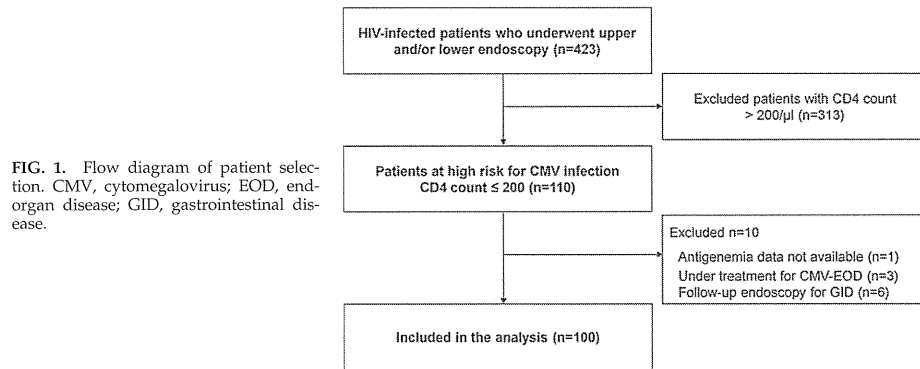 HIV-infected patients who underwent upper
and/or lower endoscopy (n=423)
Excluded patients with CD4 count
> 200/µl (n=313)
Patients at high risk for CMV infection
CD4 count ≤ 200 (n=110)
Excluded n=10
Antigenemia data not available (n=1)
Under treatment for CMV-EOD (n=3)
Follow-up endoscopy for GID (n=6)
Included in the analysis (n=100)
FIG. 1. Flow diagram of patient selec-
tion. CMV, cytomegalovirus; EOD, end-
organ disease; GID, gastrointestinal dis-
ease.